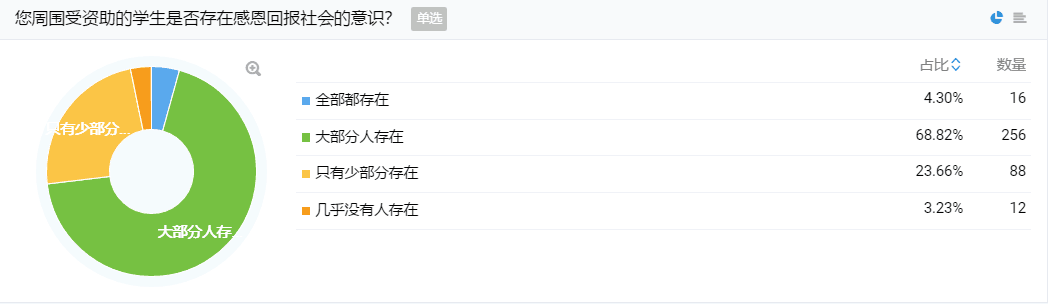 您周围受资助的学生是否存在感恩回报社会的意识? 单选
占比 数量
全部都存在 4.30% 16
大部分人存在 68.82% 256
只有少部分存在 23.66% 88
几乎没有人存在 3.23% 12
只有少部分...
大部分人存...